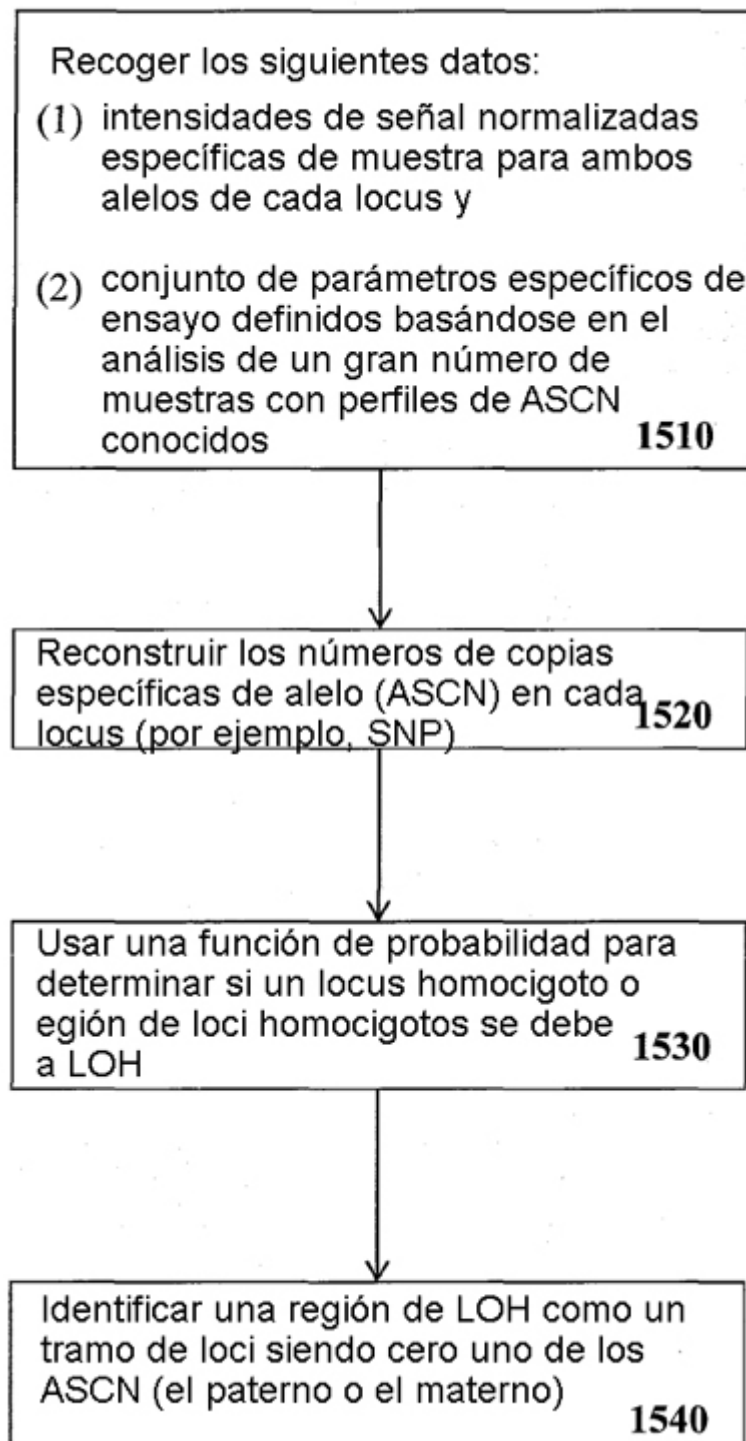 Recoger los siguientes datos:
(1) intensidades de señal normalizadas
específicas de muestra para ambos
alelos de cada locus y
(2) conjunto de parámetros específicos de
ensayo definidos basándose en el
análisis de un gran número de
muestras con perfiles de ASCN
conocidos 1510
Reconstruir los números de copias
específicas de alelo (ASCN) en cada
locus (por ejemplo, SNP) 1520
Usar una función de probabilidad para
determinar si un locus homocigoto o
egión de loci homocigotos se debe
a LOH 1530
Identificar una región de LOH como un
tramo de loci siendo cero uno de los
ASCN (el paterno o el materno)
1540